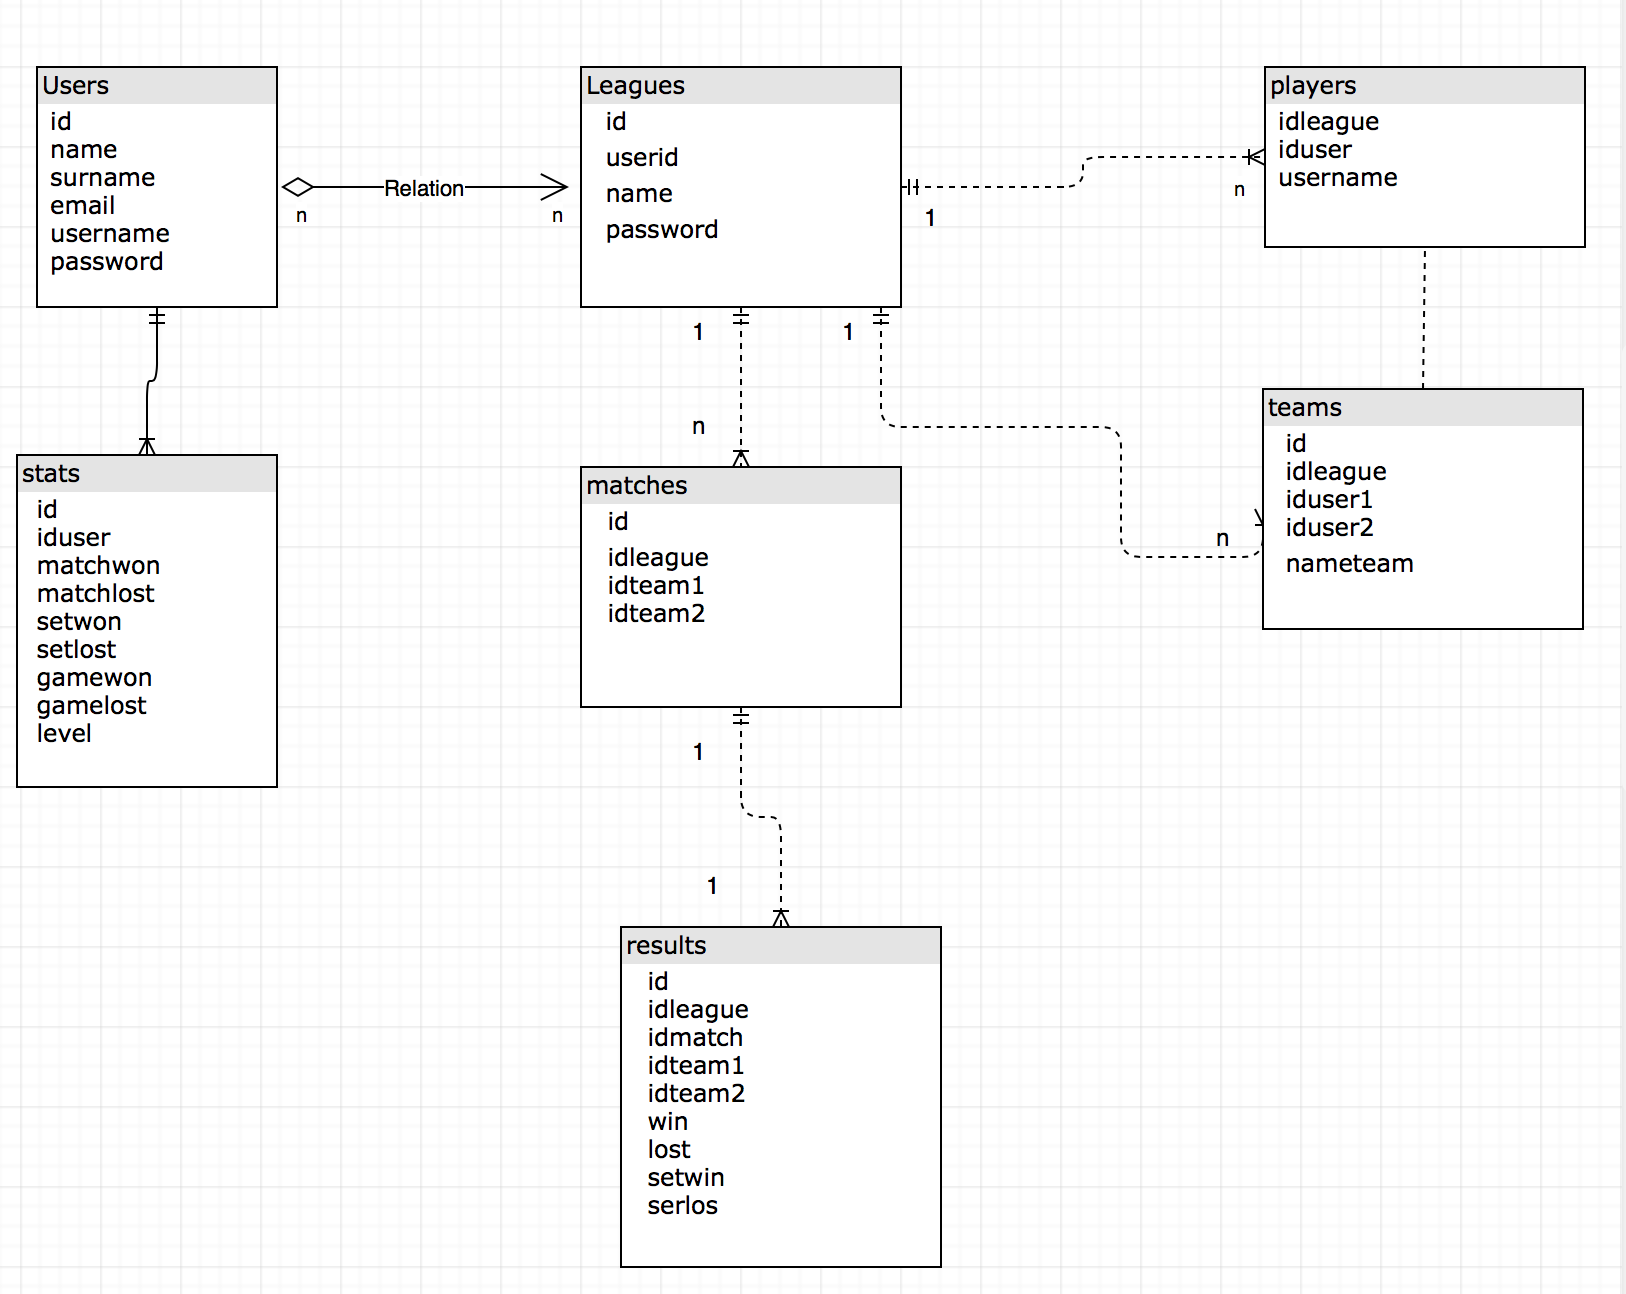 Users
id
name
surname
email
username
password
n
Relation
n
Leagues
id
userid
name
password
1
n
players
idleague
iduser
username
1
1
n
n
stats
id
iduser
matchwon
matchlost
setwon
setlost
gamewon
gamelost
level
matches
id
idleague
idteam1
idteam2
teams
id
idleague
iduser1
iduser2
nameteam
1
1
results
id
idleague
idmatch
idteam1
idteam2
win
lost
setwin
serlos